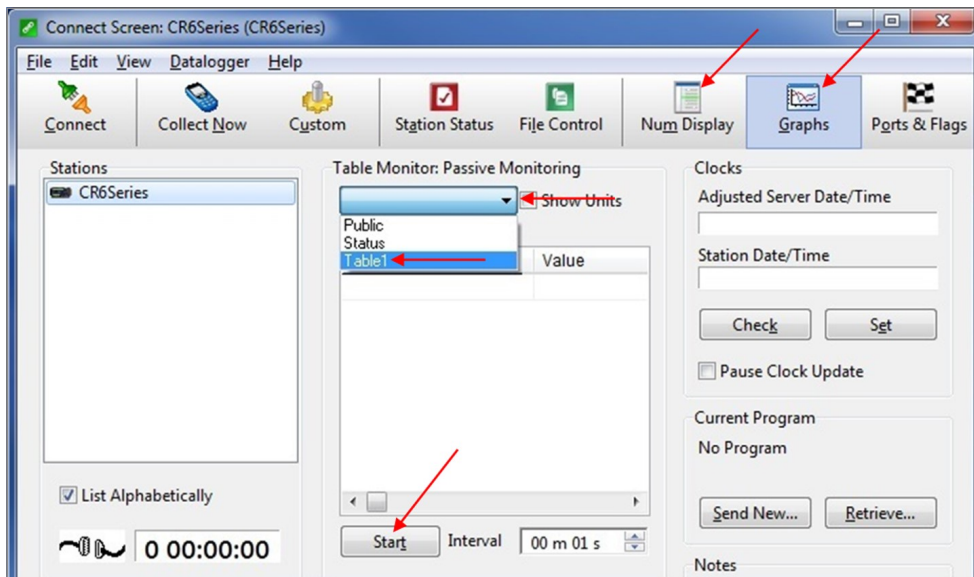 Connect Screen: CR6Series (CR6Series)
File Edit View Datalogger Help
Connect
Collect Now
Custom
Station Status
File Control
Num Display
Graphs
Ports & Flags
Stations
CR6Series
List Alphabetically
0 00:00:00
Table Monitor: Passive Monitoring
Show Units
Public
Status
Table1
Value
Start
Interval
00 m 01 s
Clocks
Adjusted Server Date/Time
Station Date/Time
Check
Set
Pause Clock Update
Current Program
No Program
Send New...
Retrieve...
Notes